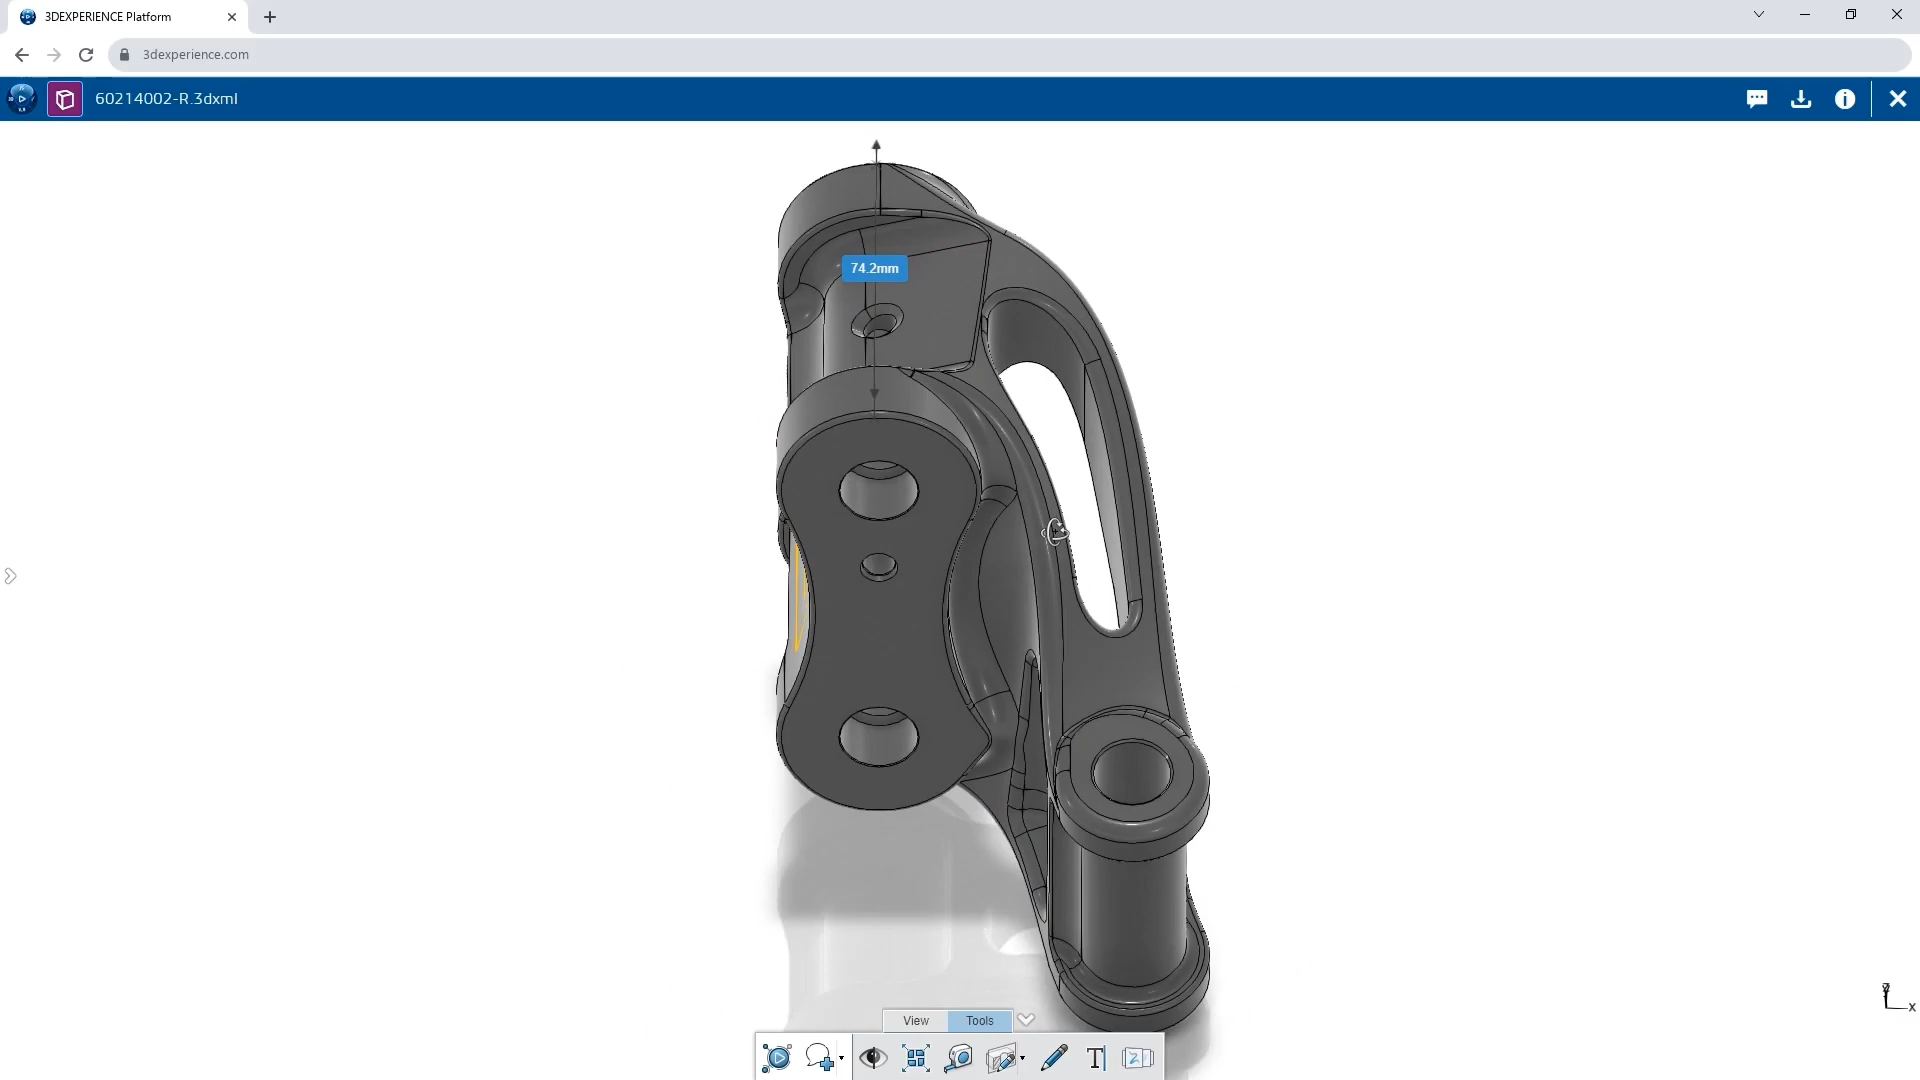 3DEXPERIENCE Platform
3dexperience.com
60214002-R.3dxml
74.2mm
View Tools
X